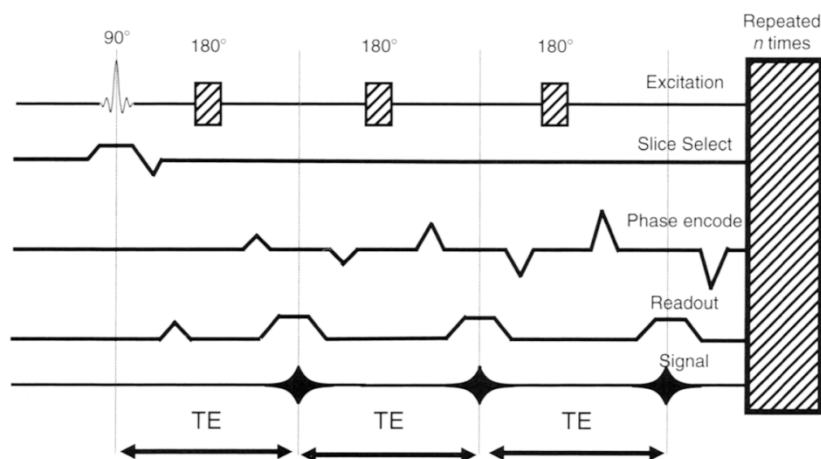 Repeated
n times
90°
180°
180°
180°
Excitation
Slice Select
Phase encode
Readout
Signal
TE
TE
TE